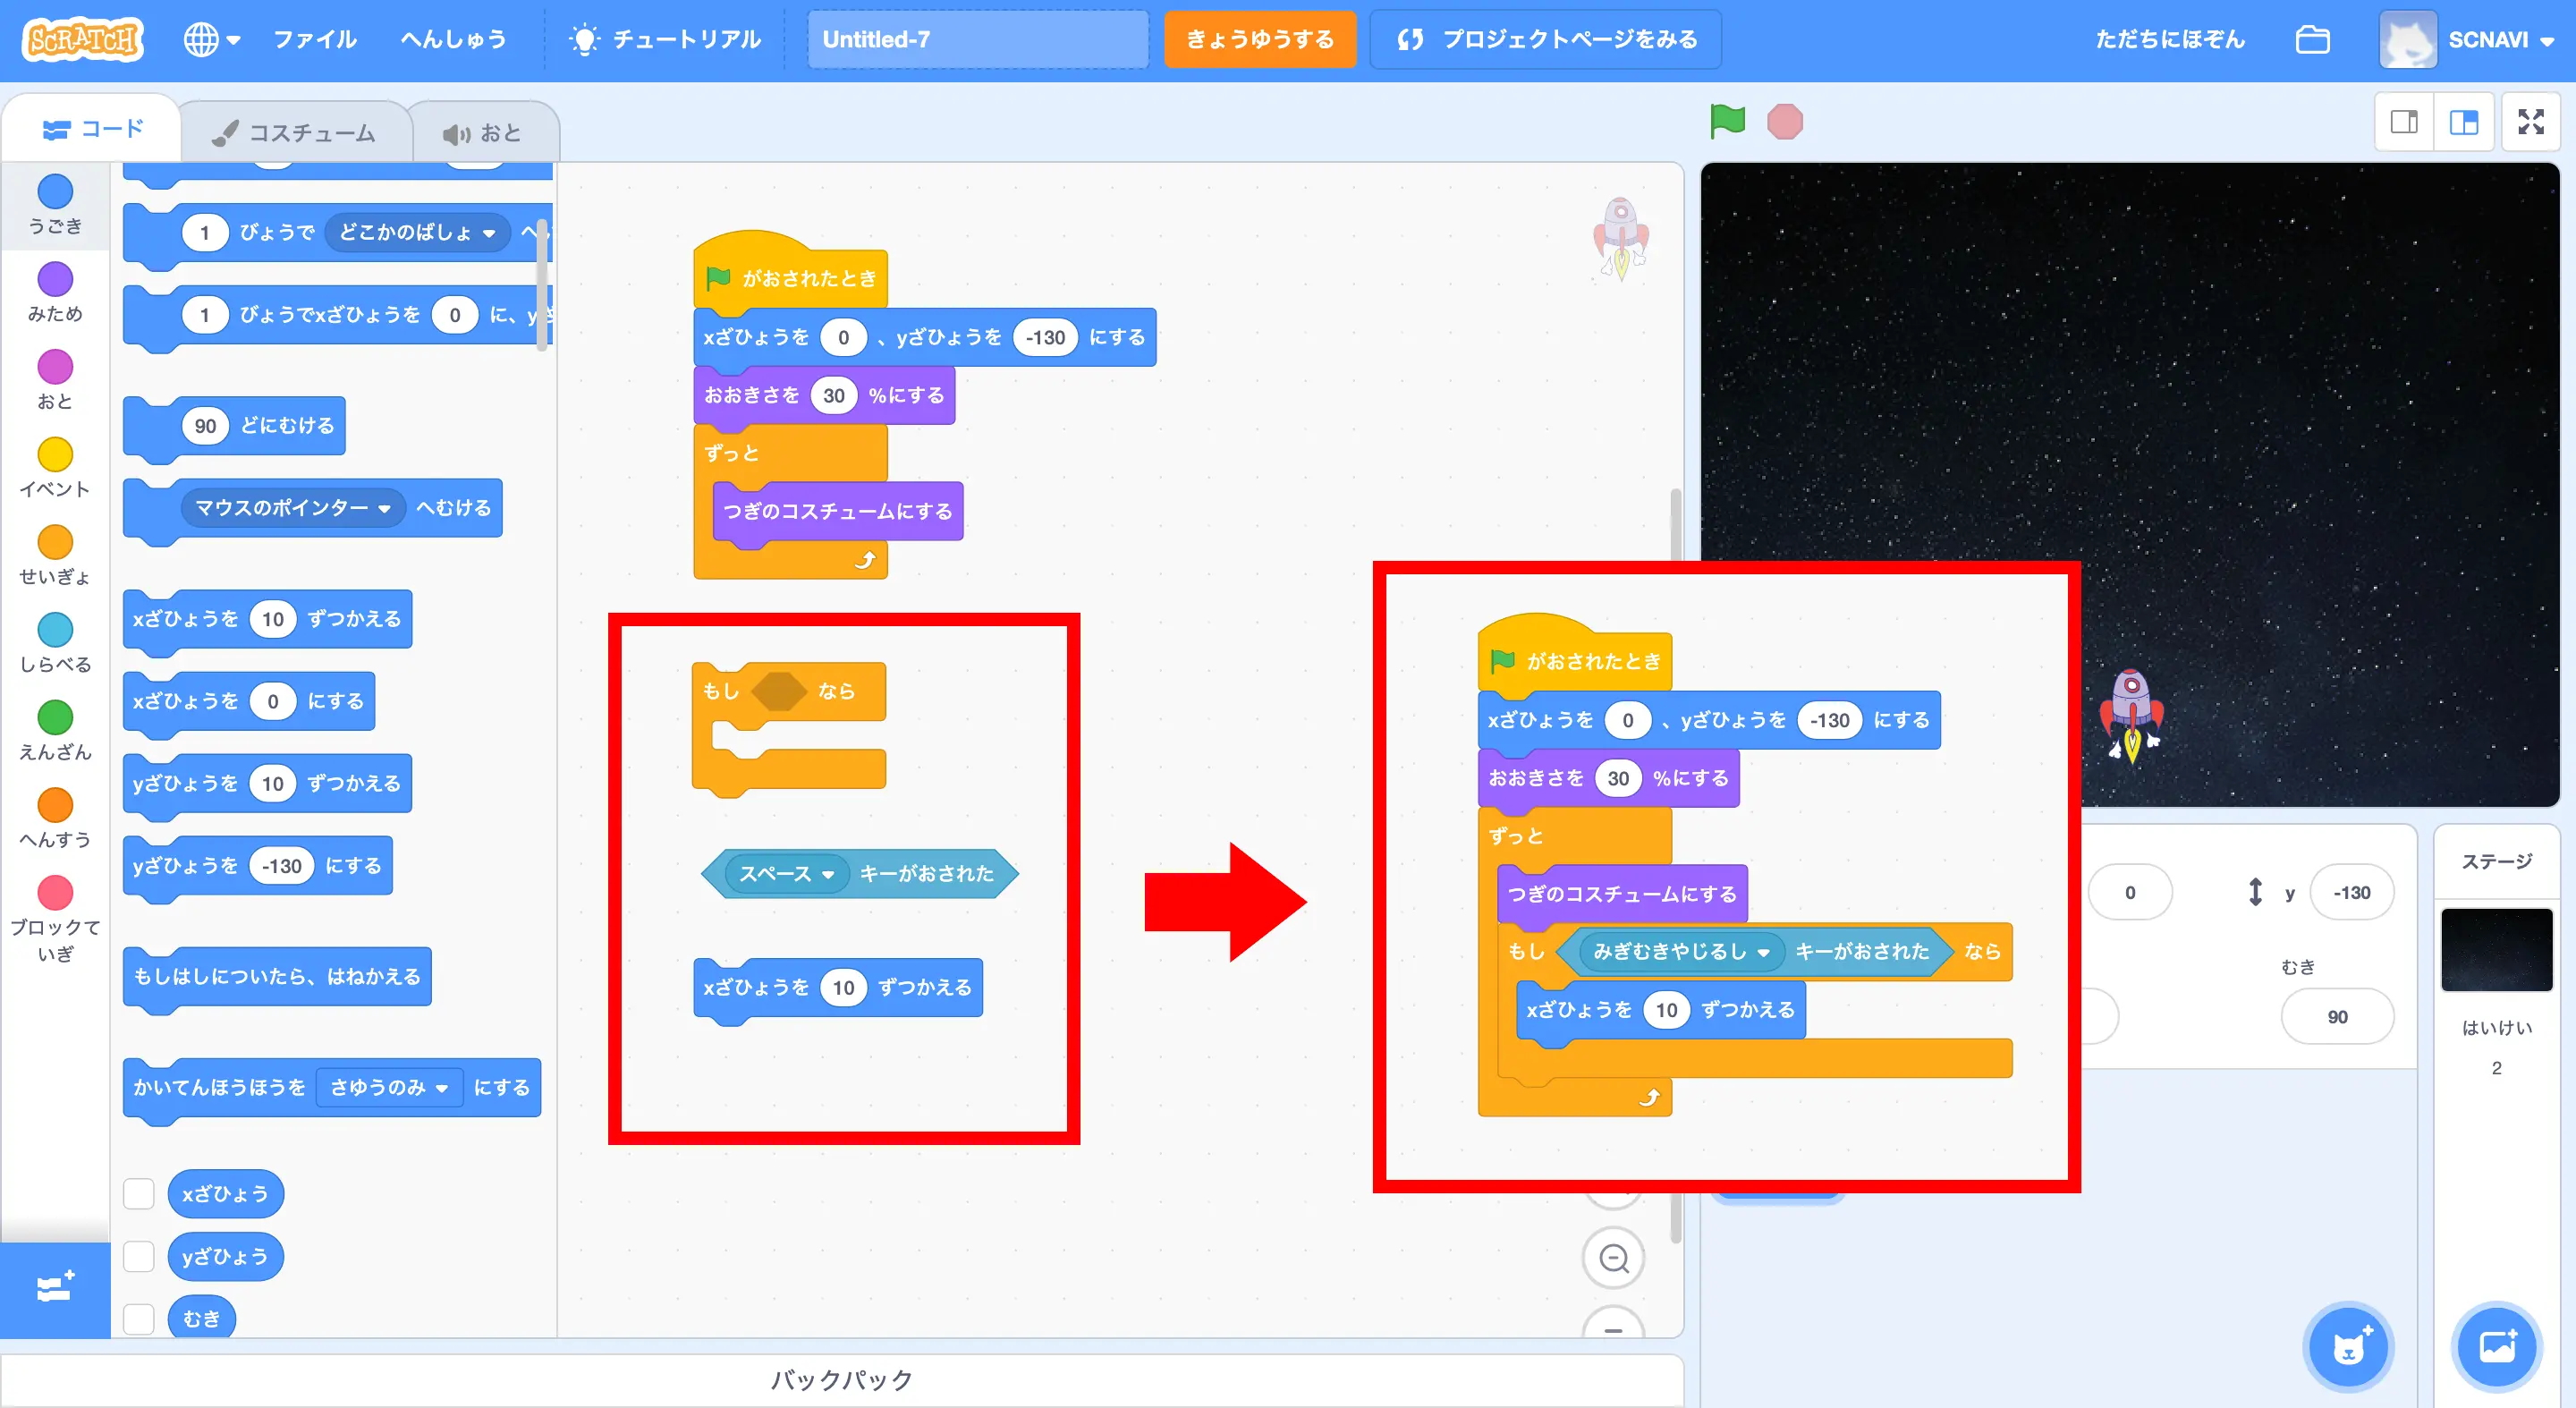 SCRATCH
ファイル
へんしゅう
チュートリアル
Untitled-7
きょうゆうする
プロジェクトページをみる
ただちにほぞん
SCNAVI
コード
コスチューム
おと
うごき
みため
おと
イベント
せいぎょ
しらべる
えんざん
へんすう
ブロックて
いぎ
1 びょうで どこかのばしょ へ
1 びょうでxざひょうを 0 に、y
90 どにむける
マウスのポインター へむける
xざひょうを 10 ずつかえる
xざひょうを 0 にする
yざひょうを 10 ずつかえる
yざひょうを -130 にする
もしはしについたら、はねかえる
かいてんほうほうを さゆうのみ にする
xざひょう
yざひょう
むき
がおされたとき
xざひょうを 0 、yざひょうを -130 にする
おおきさを 30 %にする
ずっと
つぎのコスチュームにする
もし なら
スペース キーがおされた
xざひょうを 10 ずつかえる
がおされたとき
xざひょうを 0 、yざひょうを -130 にする
おおきさを 30 %にする
ずっと
つぎのコスチュームにする
もし みぎむきやじるし キーがおされた なら
xざひょうを 10 ずつかえる
0 y -130
むき
90
ステージ
はいけい
2
バックパック